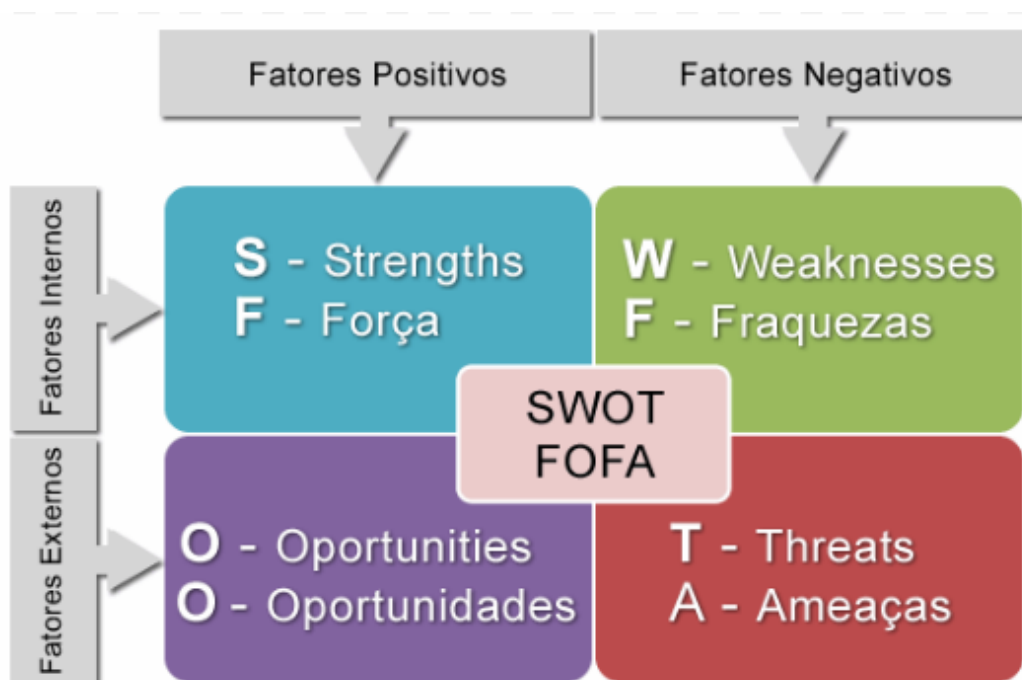 Fatores Positivos
Fatores Negativos
Fatores Internos
S - Strengths
F - Força
W - Weaknesses
F - Fraquezas
SWOT
FOFA
Fatores Externos
O - Oportunities
O - Oportunidades
T - Threats
A - Ameaças